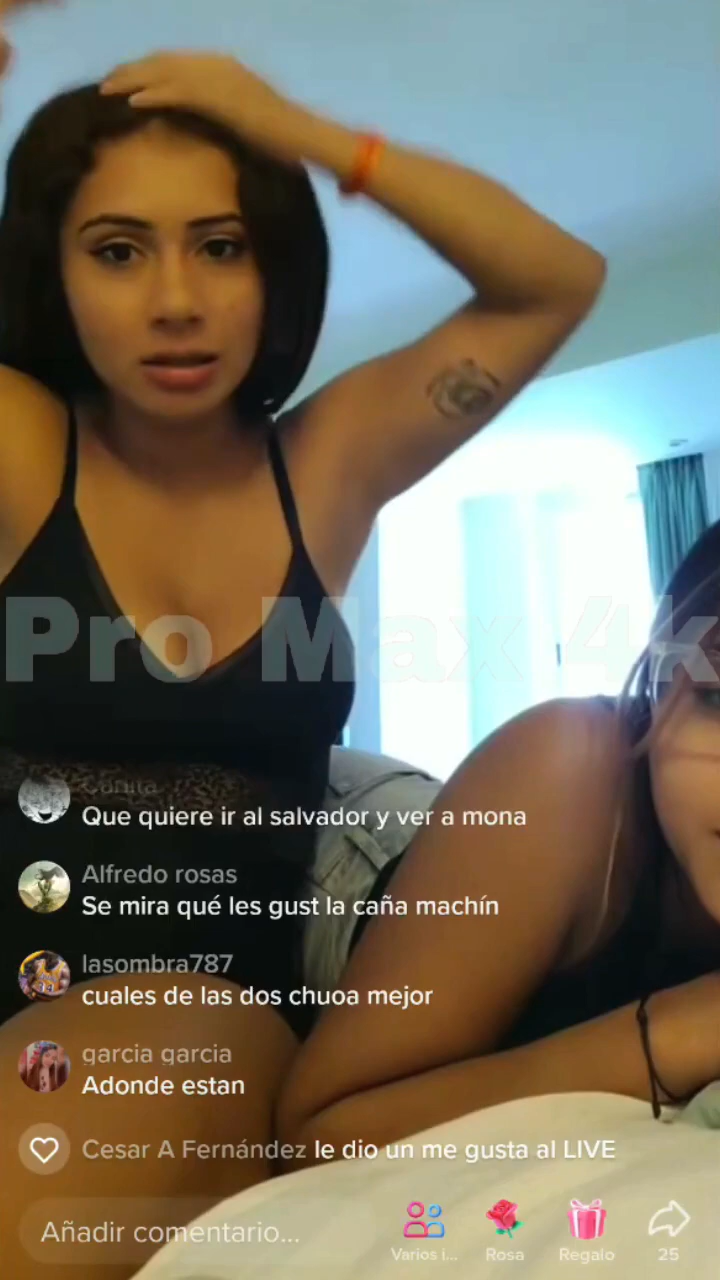 Pro Max 4k
Canita
Que quiere ir al salvador y ver a mona
Alfredo rosas
Se mira qué les gust la caña machín
lasombra787
cuales de las dos chuoa mejor
garcia garcia
Adonde estan
Cesar A Fernández le dio un me gusta al LIVE
Añadir comentario...
Varios i...
Rosa
Regalo
25